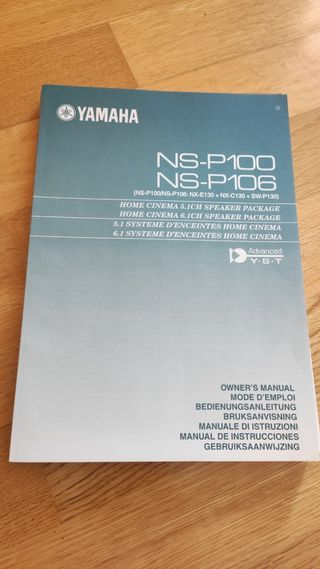 YAMAHA
NS-P100
NS-P106
(NS-P100/NS-P106: NX-E130 + NX-C130 + SW-P130)
HOME CINEMA 5.1CH SPEAKER PACKAGE
HOME CINEMA 6.1CH SPEAKER PACKAGE
5.1 SYSTEME D'ENCEINTES HOME CINEMA
6.1 SYSTEME D'ENCEINTES HOME CINEMA
Advanced
Y·S·T
OWNER'S MANUAL
MODE D'EMPLOI
BEDIENUNGSANLEITUNG
BRUKSANVISNING
MANUALE DI ISTRUZIONI
MANUAL DE INSTRUCCIONES
GEBRUIKSAANWIJZING